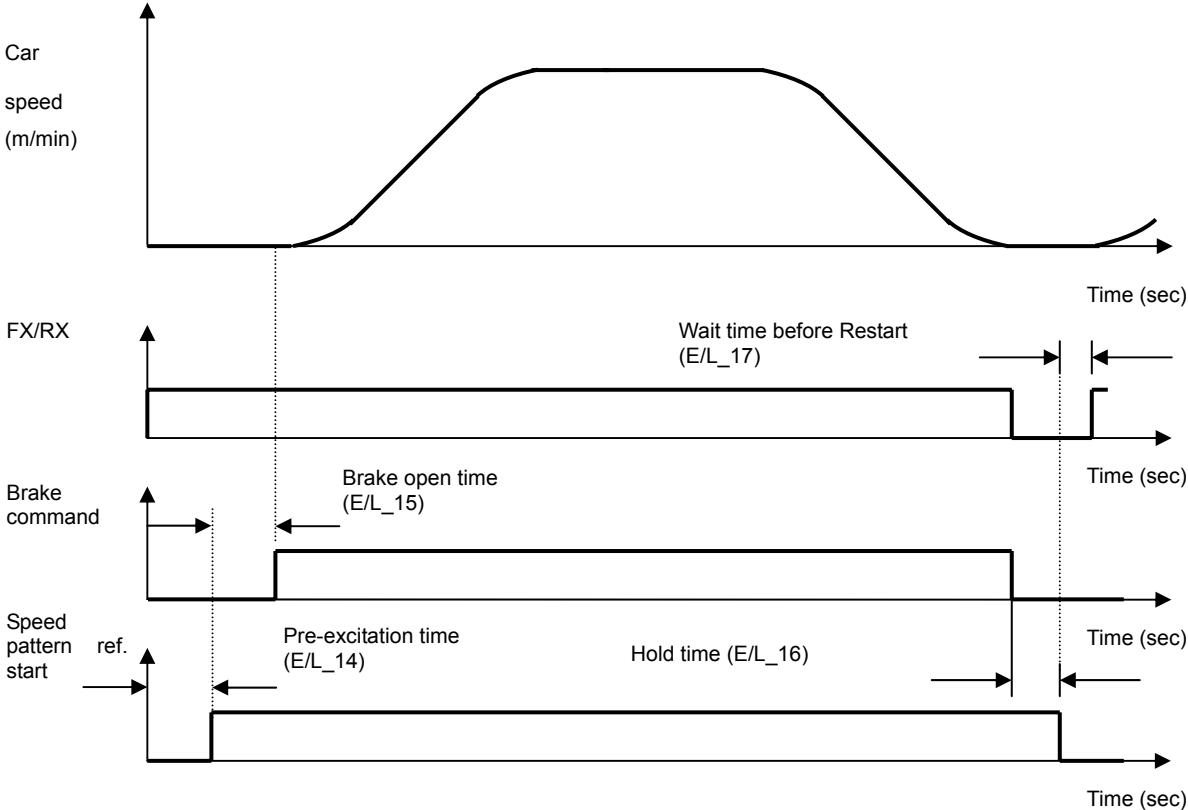 Car
speed
(m/min)
Time (sec)
FX/RX
Wait time before Restart
(E/L_17)
Time (sec)
Brake
command
Brake open time
(E/L_15)
Time (sec)
Speed
pattern ref.
start
Pre-excitation time
(E/L_14)
Hold time (E/L_16)
Time (sec)